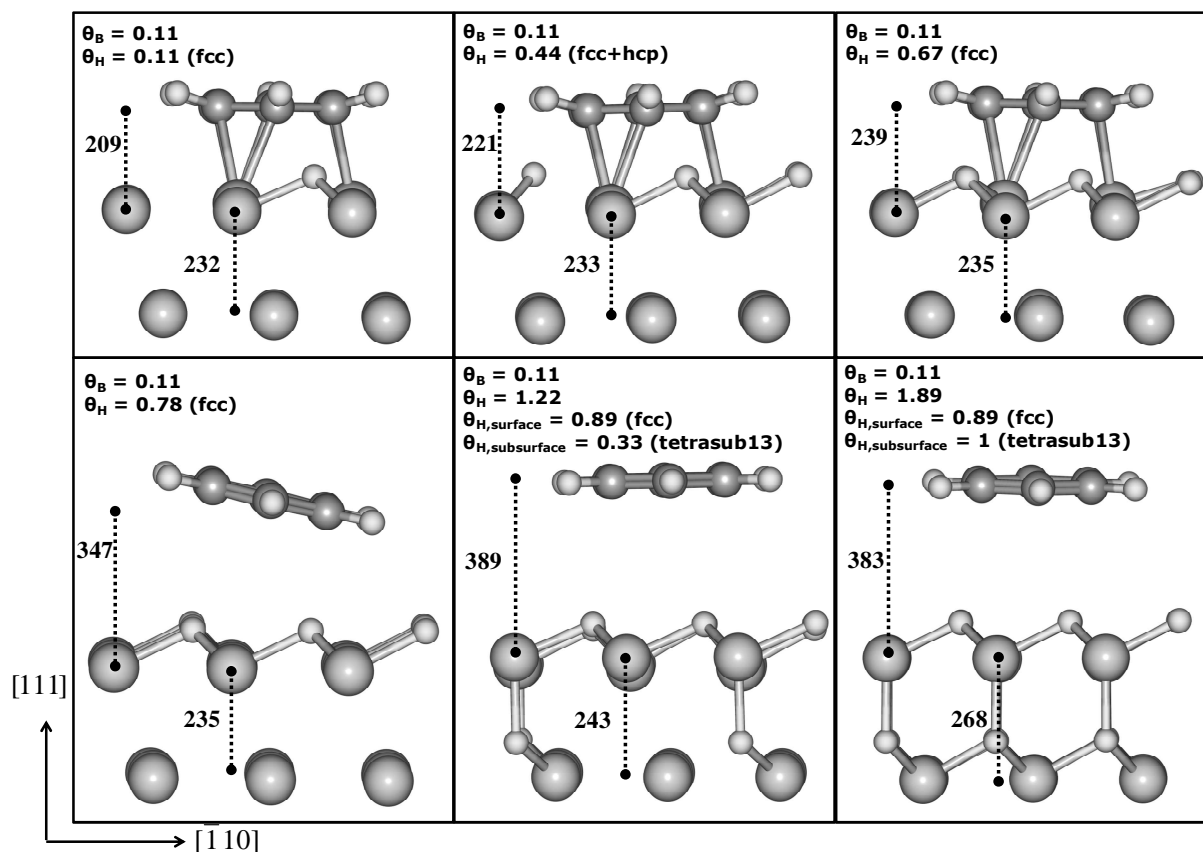 θB = 0.11
θH = 0.11 (fcc)
209
232
θB = 0.11
θH = 0.44 (fcc+hcp)
221
233
θB = 0.11
θH = 0.67 (fcc)
239
235
θB = 0.11
θH = 0.78 (fcc)
347
235
θB = 0.11
θH = 1.22
θH,surface = 0.89 (fcc)
θH,subsurface = 0.33 (tetrasub13)
389
243
θB = 0.11
θH = 1.89
θH,surface = 0.89 (fcc)
θH,subsurface = 1 (tetrasub13)
383
268
[111]
[1̅10]